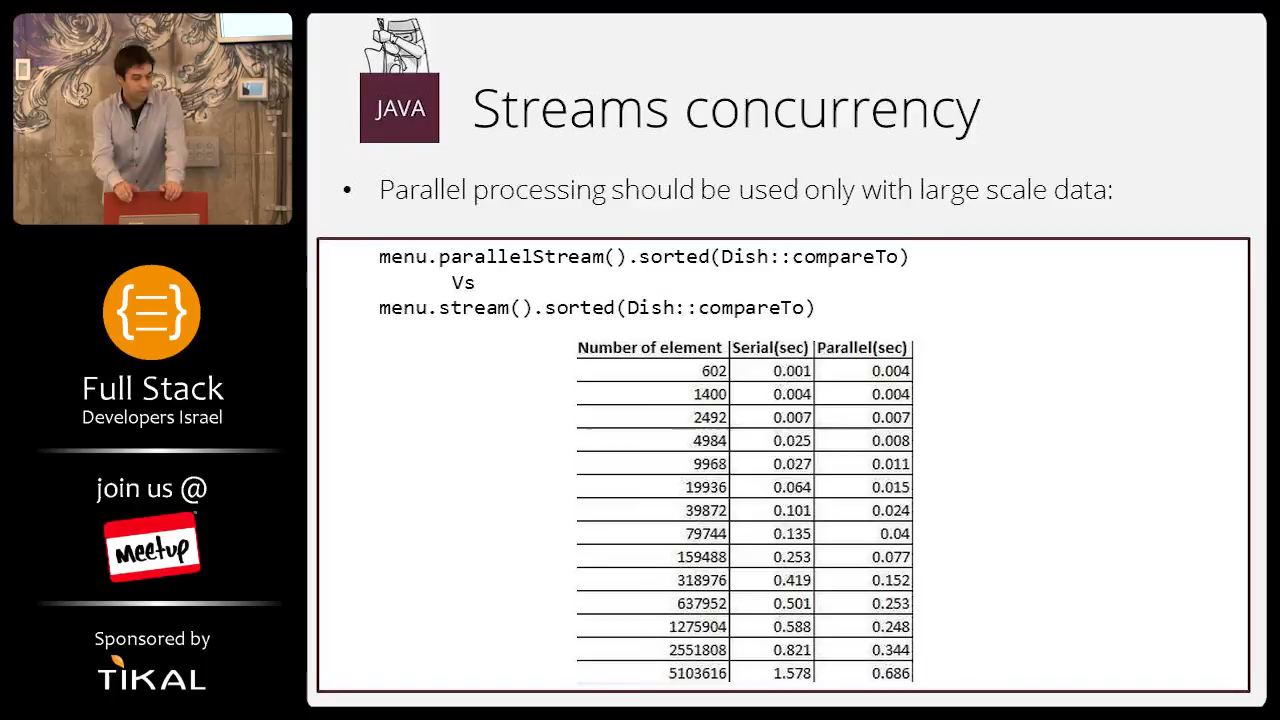 JAVA
Streams concurrency
• Parallel processing should be used only with large scale data:
menu.parallelStream().sorted(Dish::compareTo)
Vs
menu.stream().sorted(Dish::compareTo)
Number of element Serial(sec) Parallel(sec)
602 0.001 0.004
1400 0.004 0.004
2492 0.007 0.007
4984 0.025 0.008
9968 0.027 0.011
19936 0.064 0.015
39872 0.101 0.024
79744 0.135 0.04
159488 0.253 0.077
318976 0.419 0.152
637952 0.501 0.253
1275904 0.588 0.248
2551808 0.821 0.344
5103616 1.578 0.686
{☰}
Full Stack
Developers Israel
join us @
Meetup
Sponsored by
TIKAL